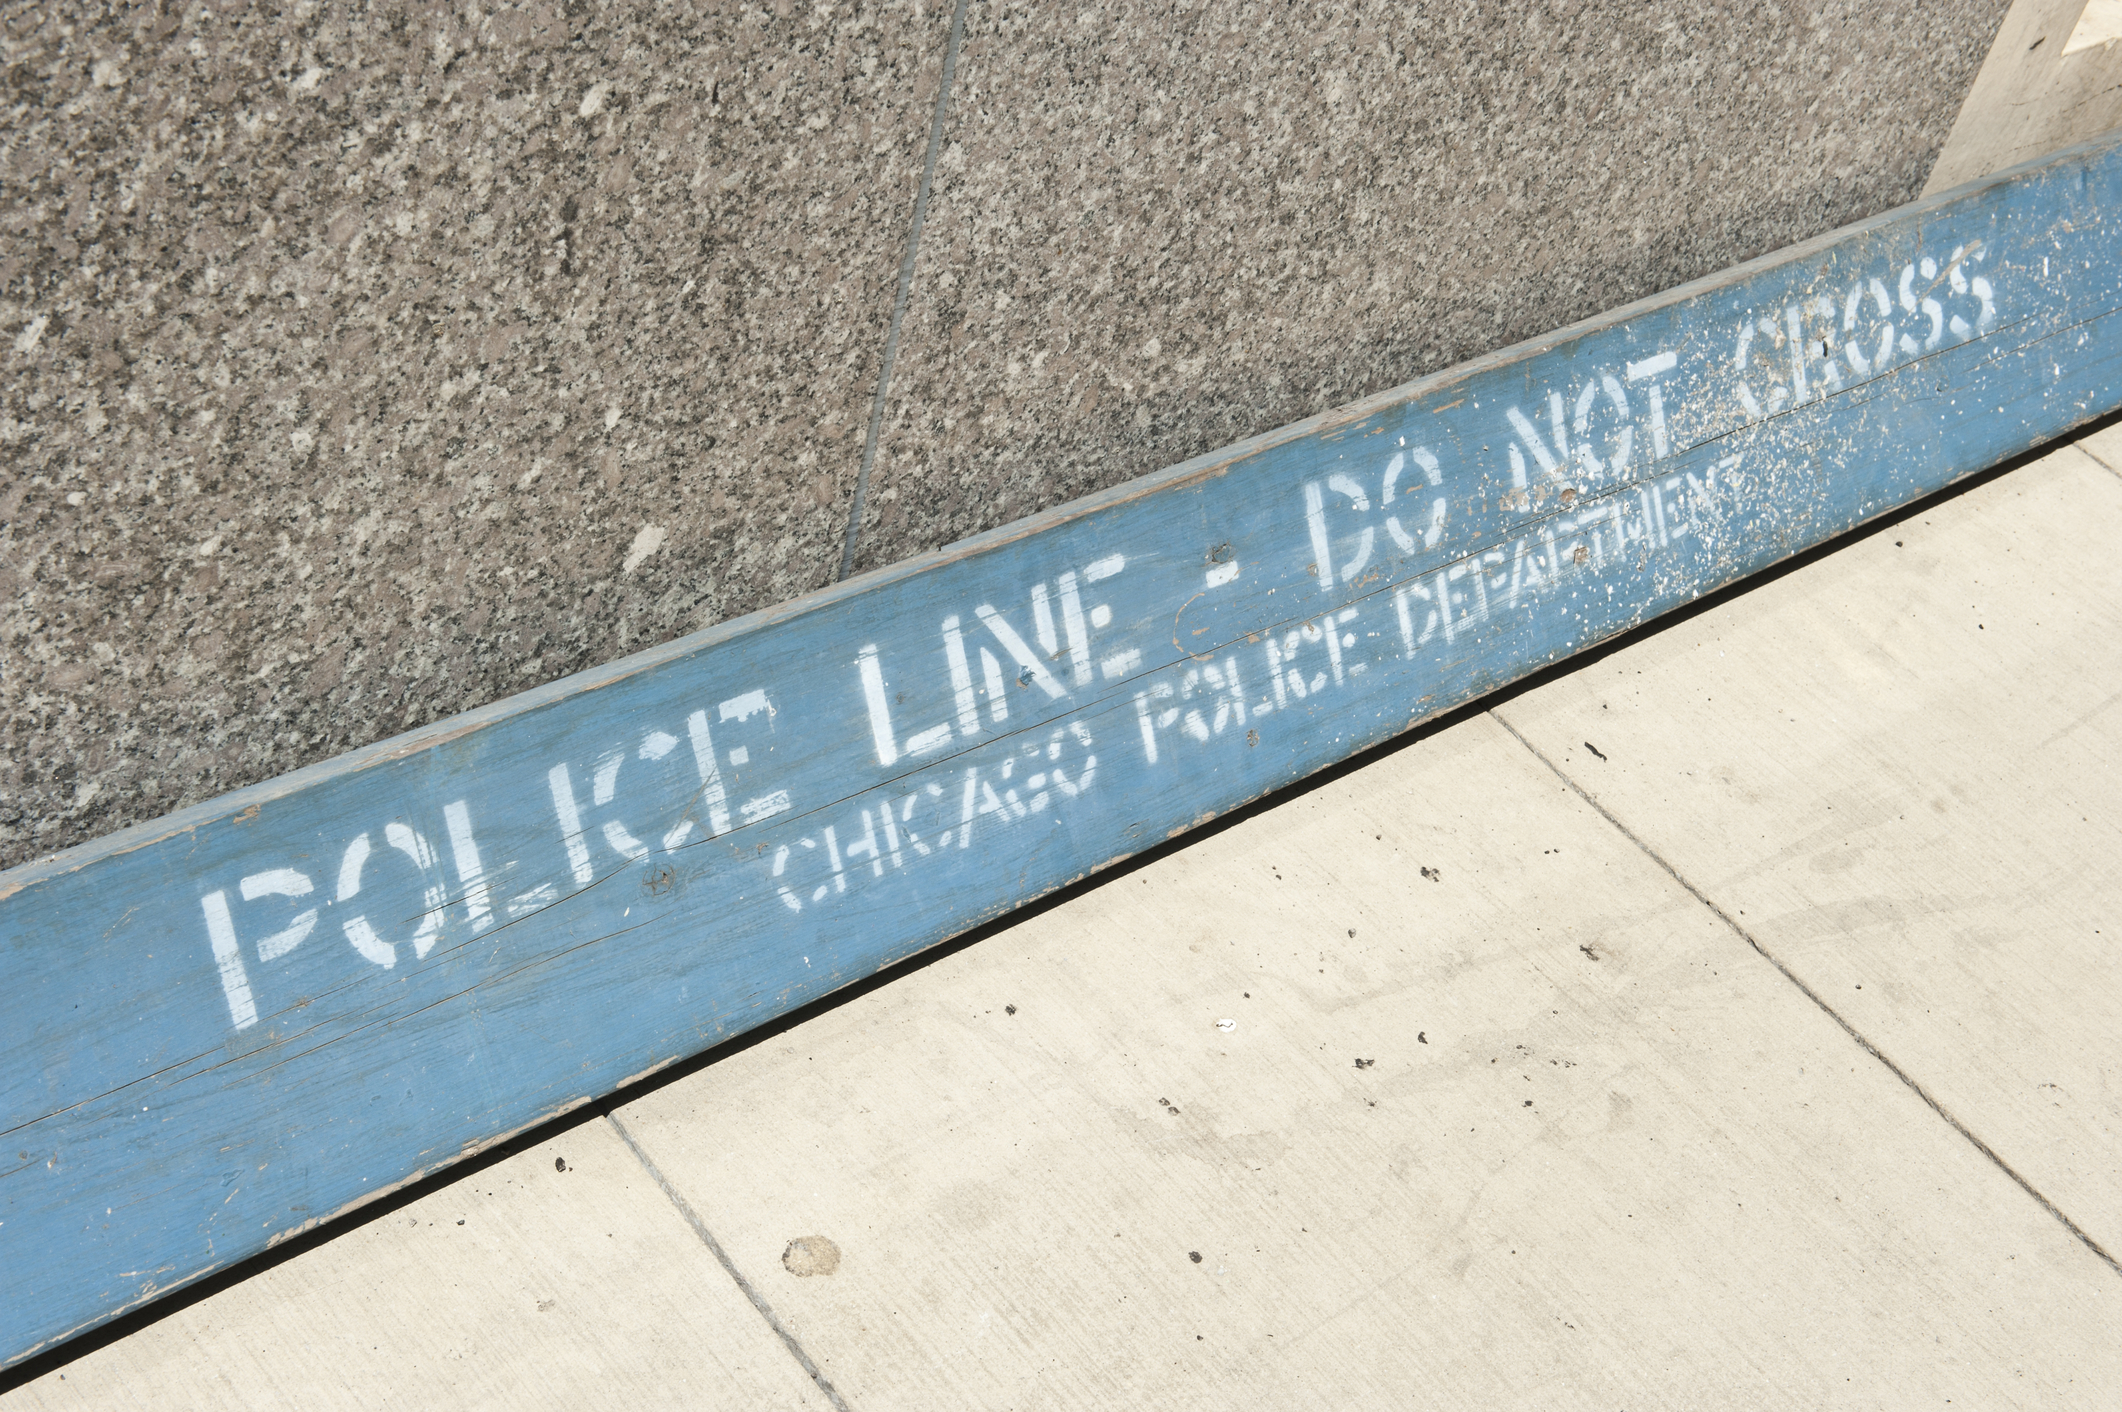 POLICE LINE - DO NOT CROSS
CHICAGO POLICE DEPARTMENT